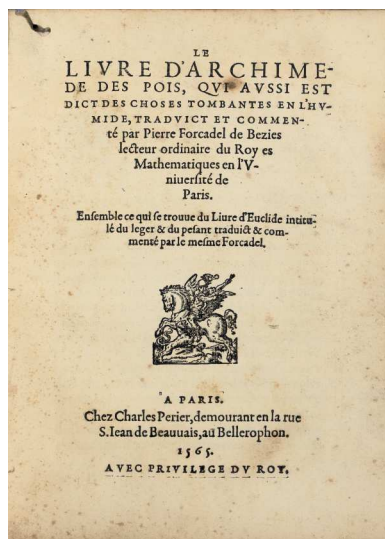 LE
LIVRE D'ARCHIME-
DE DES POIS, QVI AVSSI EST
DICT DES CHOSES TOMBANTES EN L'HV-
MIDE, TRADVICT ET COMMEN-
té par Pierre Forcadel de Bezies
lecteur ordinaire du Roy es
Mathematiques en l'V-
niuersité de
Paris.
Ensemble ce qui se trouue du Liure d'Euclide intitu-
lé du leger & du pesant traduict & com-
menté par le mesme Forcadel.
A PARIS.
Chez Charles Perier, demourant en la rue
S. Iean de Beauuais, au Bellerophon.
1565.
AVEC PRIVILEGE DV ROY.